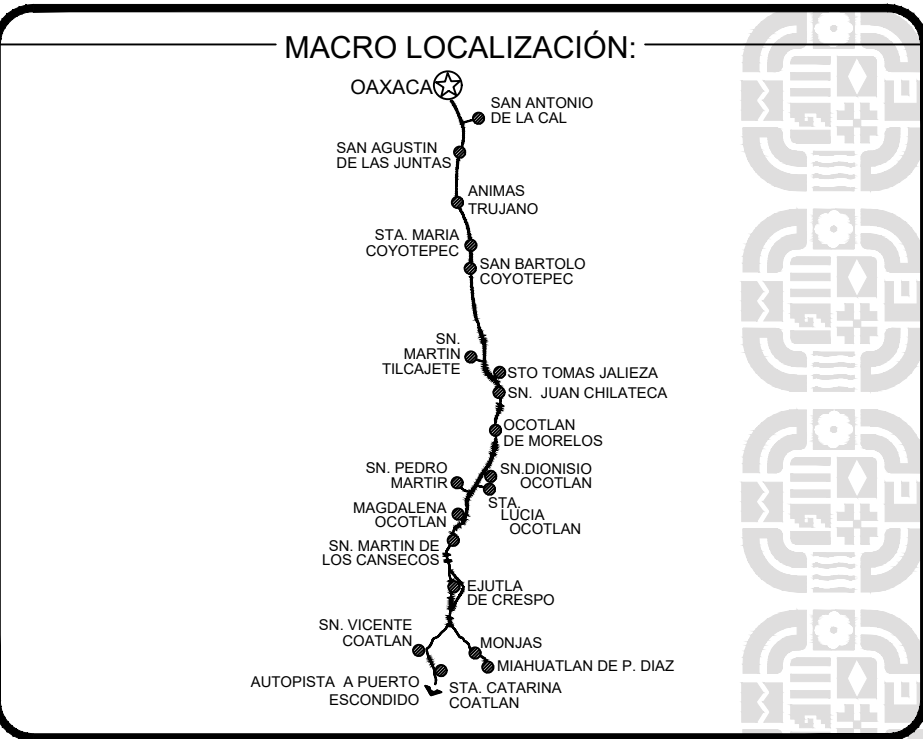 MACRO LOCALIZACIÓN:
OAXACA
SAN ANTONIO
DE LA CAL
SAN AGUSTIN
DE LAS JUNTAS
ANIMAS
TRUJANO
STA. MARIA
COYOTEPEC
SAN BARTOLO
COYOTEPEC
SN.
MARTIN
TILCAJETE
STO TOMAS JALIEZA
SN. JUAN CHILATECA
OCOTLAN
DE MORELOS
SN. PEDRO
MARTIR
SN.DIONISIO
OCOTLAN
STA.
LUCIA
OCOTLAN
MAGDALENA
OCOTLAN
SN. MARTIN DE
LOS CANSECOS
EJUTLA
DE CRESPO
SN. VICENTE
COATLAN
MONJAS
MIAHUATLAN DE P. DIAZ
AUTOPISTA A PUERTO
ESCONDIDO
STA. CATARINA
COATLAN